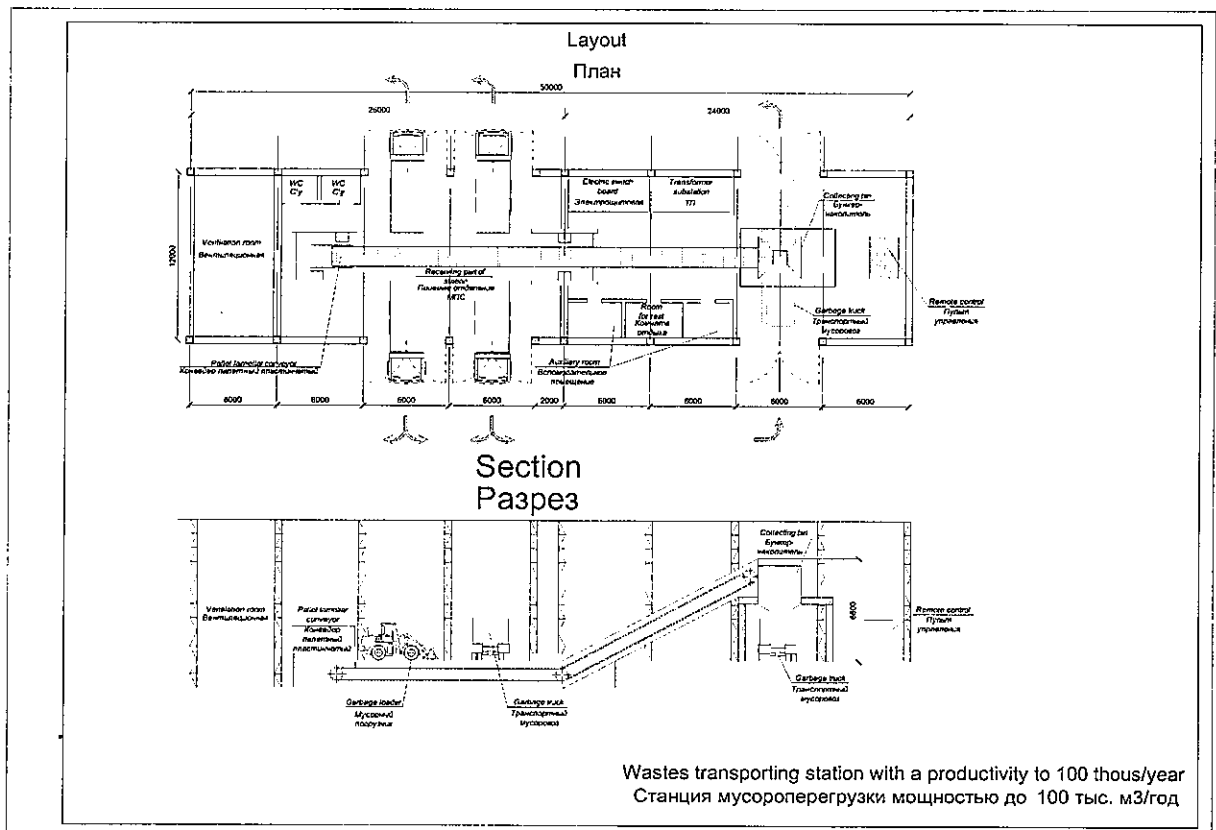 Layout
План
50000
26000
24000
WC
С/у
WC
С/у
Electric switch
board
Электрощитовая
Transformer
substation
ТП
Collecting bin
Бункер-
накопитель
Ventilation room
Вентиляционная
12000
Receiving part of
station
отделение
МПС
Room
for rest
Комната
отдыха
Garbage truck
Транспортный
мусоровоз
Remote control
Пульт
управления
Pallet lamellar conveyor
Конвейер палетный пластинчатый
Auxiliary room
Вспомогательное
помещение
6000
6000
6000
6000
2000
6000
6000
6000
6000
Section
Разрез
Collecting bin
Бункер-
накопитель
Ventilation room
Вентиляционная
Pallet lamellar
conveyor
Конвейер
палетный
пластинчатый
Remote control
Пульт
управления
Garbage loader
Мусорный
погрузчик
Garbage truck
Транспортный
мусоровоз
Garbage truck
Транспортный
мусоровоз
Wastes transporting station with a productivity to 100 thous/year
Станция мусороперегрузки мощностью до 100 тыс. м3/год